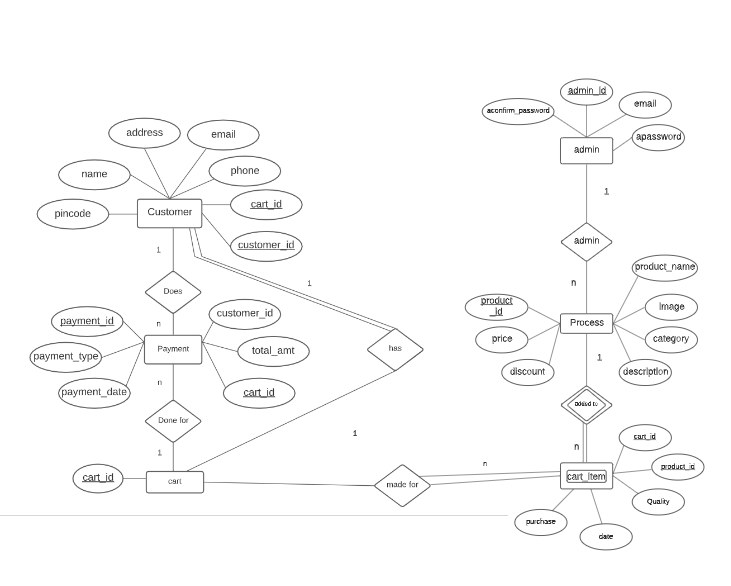 admin_Id
aconfirm_password
email
apassword
admin
1
admin
n
address
email
name
phone
pincode
Customer
cart_id
customer_id
1
1
Does
n
payment_id
customer_id
payment_type
Payment
total_amt
payment_date
cart_id
n
Done for
1
has
1
cart_id
cart
made for
n
product_name
product
_Id
Image
price
Process
category
discount
description
1
Added to
n
cart_id
cart_Item
product_id
Quality
purchase
date